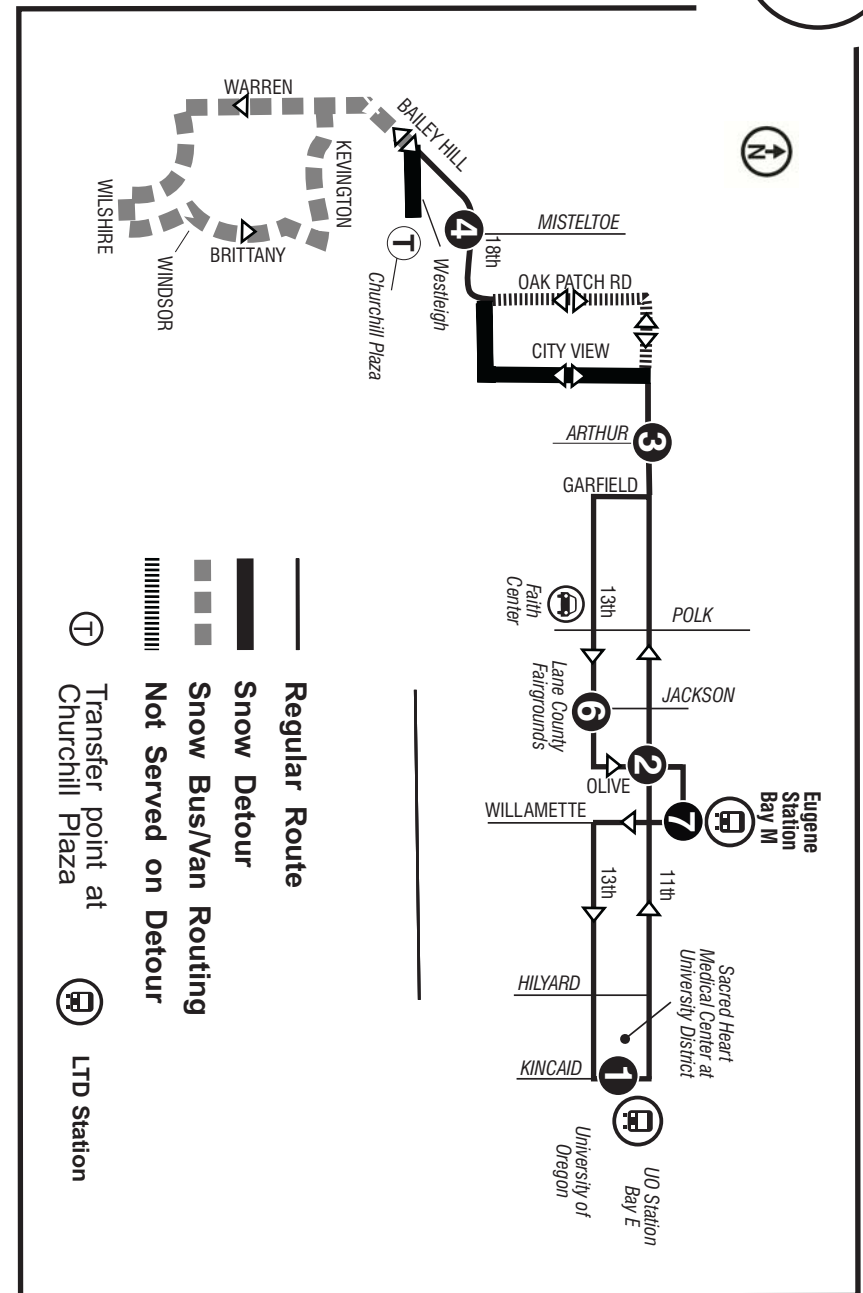 WARREN
BAILEY HILL
KEVINGTON
WILSHIRE
WINDSOR
BRITTANY
4
18th
MISTELTOE
T
Westleigh
Churchill Plaza
OAK PATCH RD
CITY VIEW
ARTHUR
3
GARFIELD
13th
Faith
Center
POLK
JACKSON
6
Lane County
Fairgrounds
2
OLIVE
7
Eugene
Station
Bay M
WILLAMETTE
13th
11th
Sacred Heart
Medical Center at
University District
HILYARD
KINCAID
1
UO Station
Bay E
University of
Oregon
N
Regular Route
Snow Detour
Snow Bus/Van Routing
Not Served on Detour
T Transfer point at
Churchill Plaza
LTD Station